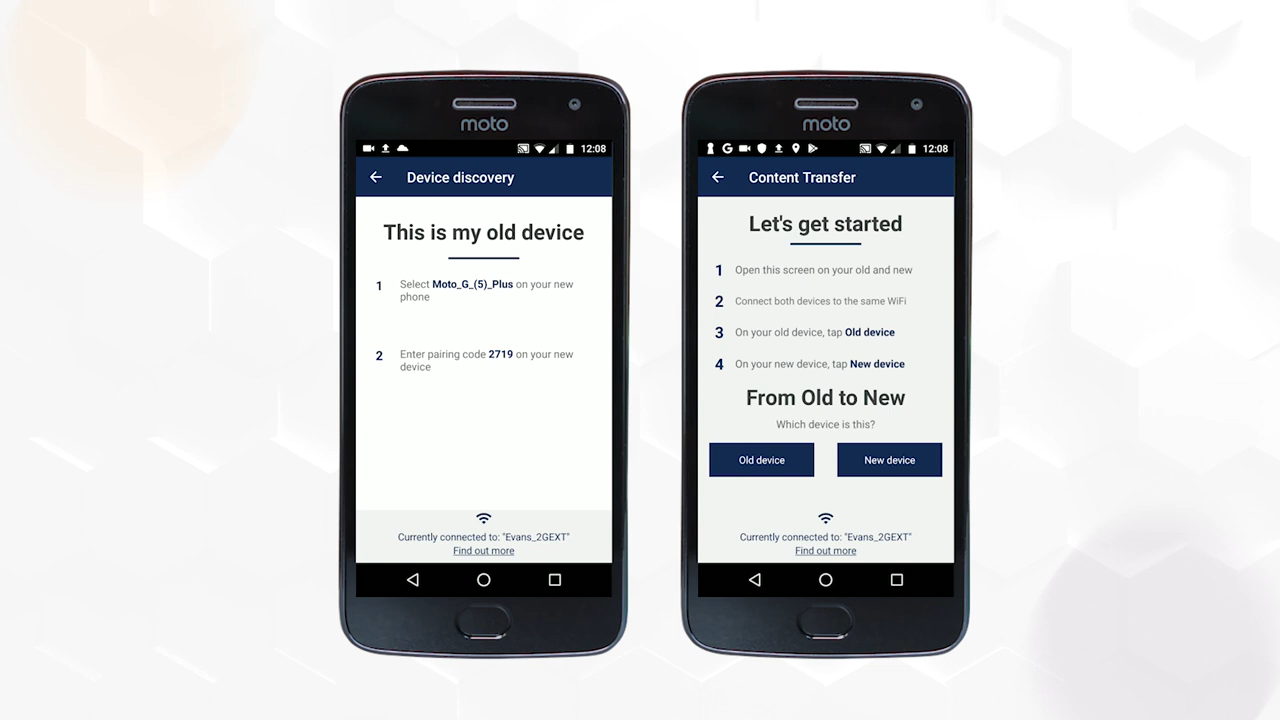 moto
12:08
Device discovery
This is my old device
1 Select Moto_G_(5)_Plus on your new
phone
2 Enter pairing code 2719 on your new
device
Currently connected to: "Evans_2GEXT"
Find out more
moto
12:08
Content Transfer
Let's get started
1 Open this screen on your old and new
2 Connect both devices to the same WiFi
3 On your old device, tap Old device
4 On your new device, tap New device
From Old to New
Which device is this?
Old device New device
Currently connected to: "Evans_2GEXT"
Find out more